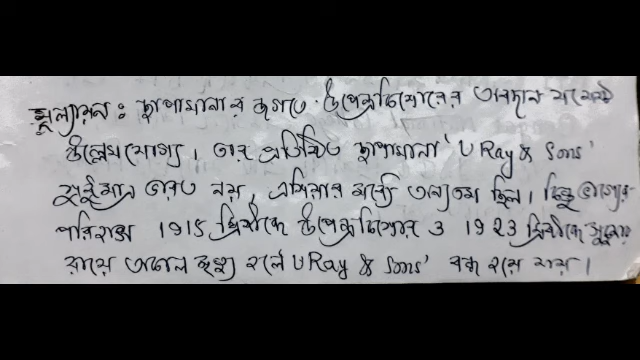 মূল্যায়ন : ছাপাখানার জগতে উপেন্দ্রকিশোরের অবদান যথেষ্ট
উল্লেখযোগ্য। তার প্রতিষ্ঠিত ছাপাখানা 'U Ray & Sons'
শুধুমাত্র ভারত নয়, এশিয়ার মধ্যে অন্যতম ছিল। কিন্তু ভাগ্যের
পরিহাস 1915 খ্রিস্টাব্দে উপেন্দ্রকিশোর ও 1923 খ্রিস্টাব্দে সুকুমার
রায়ের অকাল মৃত্যু হলে U Ray & Sons' বন্ধ হয়ে যায়।